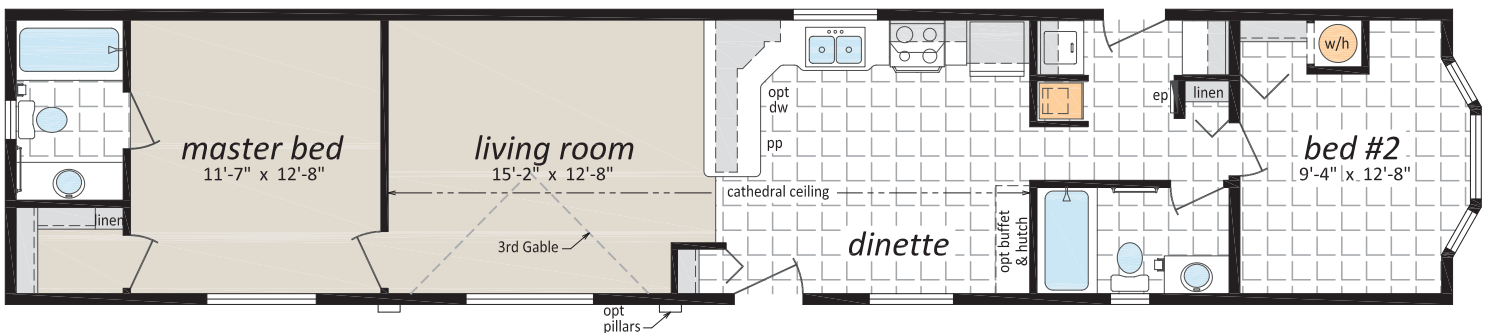 master bed
11'-7" x 12'-8"
linen
living room
15'-2" x 12'-8"
3rd Gable
opt
pillars
opt
dw
pp
cathedral ceiling
dinette
opt buffet
& hutch
ep
linen
w/h
bed #2
9'-4" x 12'-8"